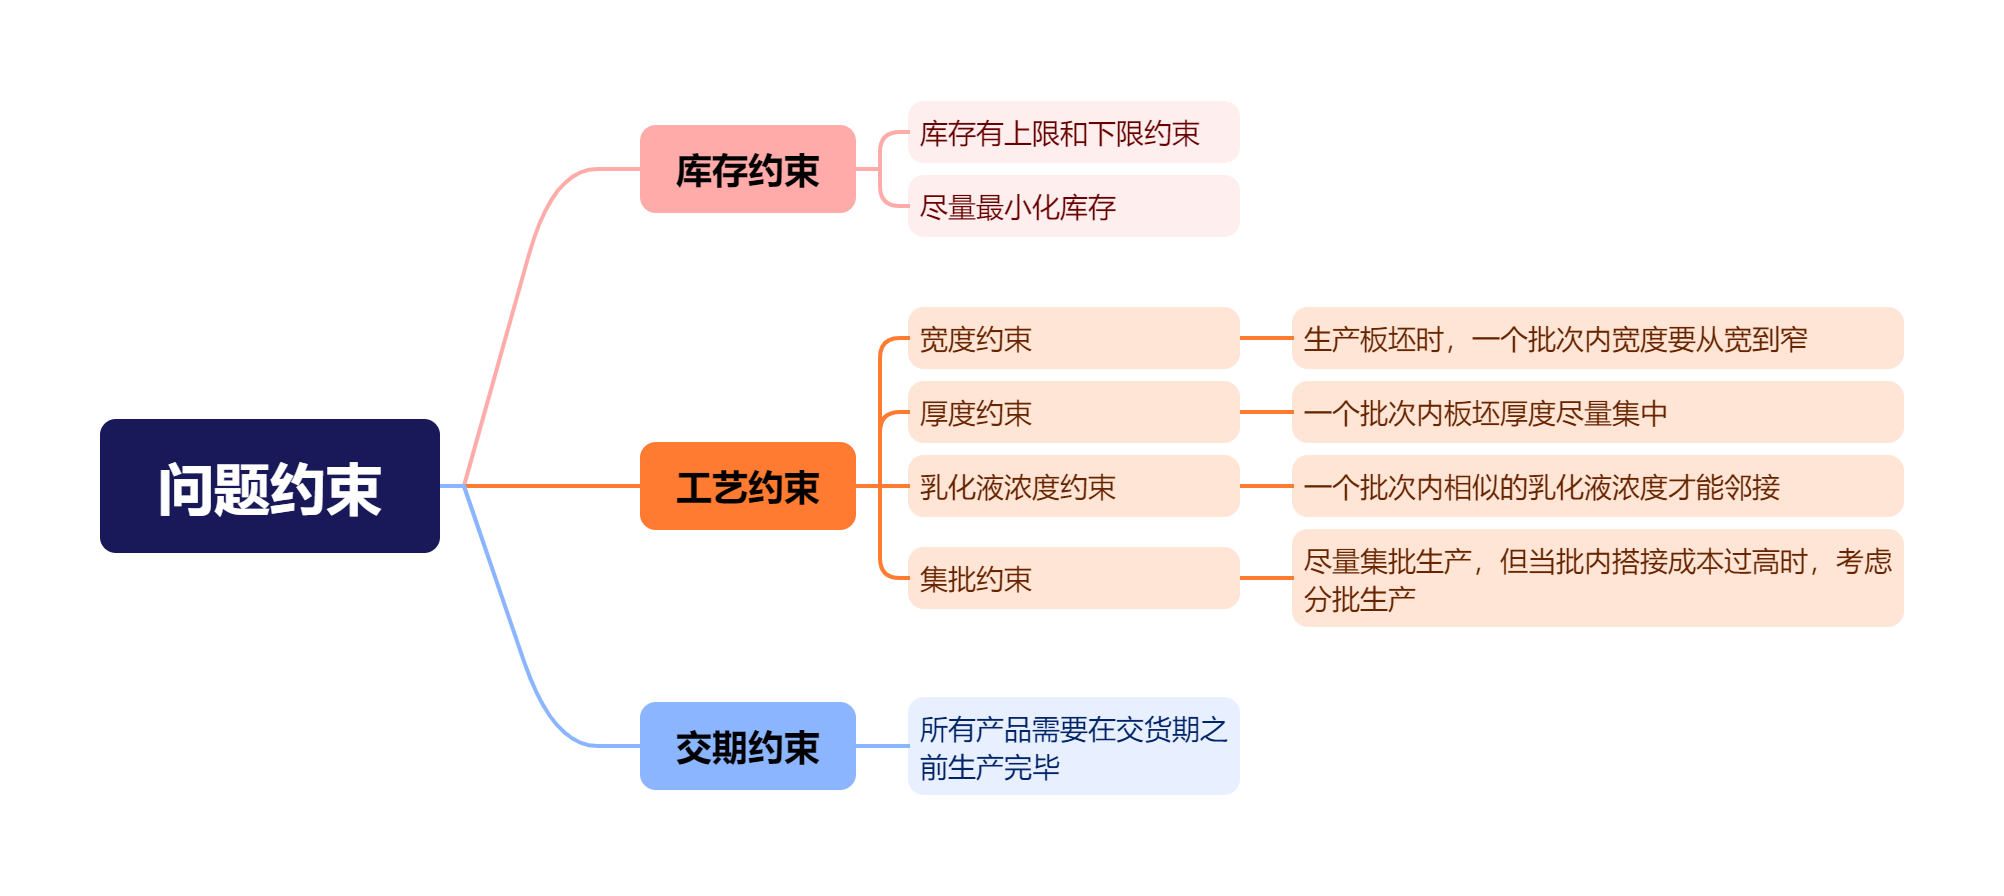 问题约束
库存约束
库存有上限和下限约束
尽量最小化库存
工艺约束
宽度约束
生产板坯时，一个批次内宽度要从宽到窄
厚度约束
一个批次内板坯厚度尽量集中
乳化液浓度约束
一个批次内相似的乳化液浓度才能邻接
集批约束
尽量集批生产，但当批内搭接成本过高时，考虑
分批生产
交期约束
所有产品需要在交货期之
前生产完毕